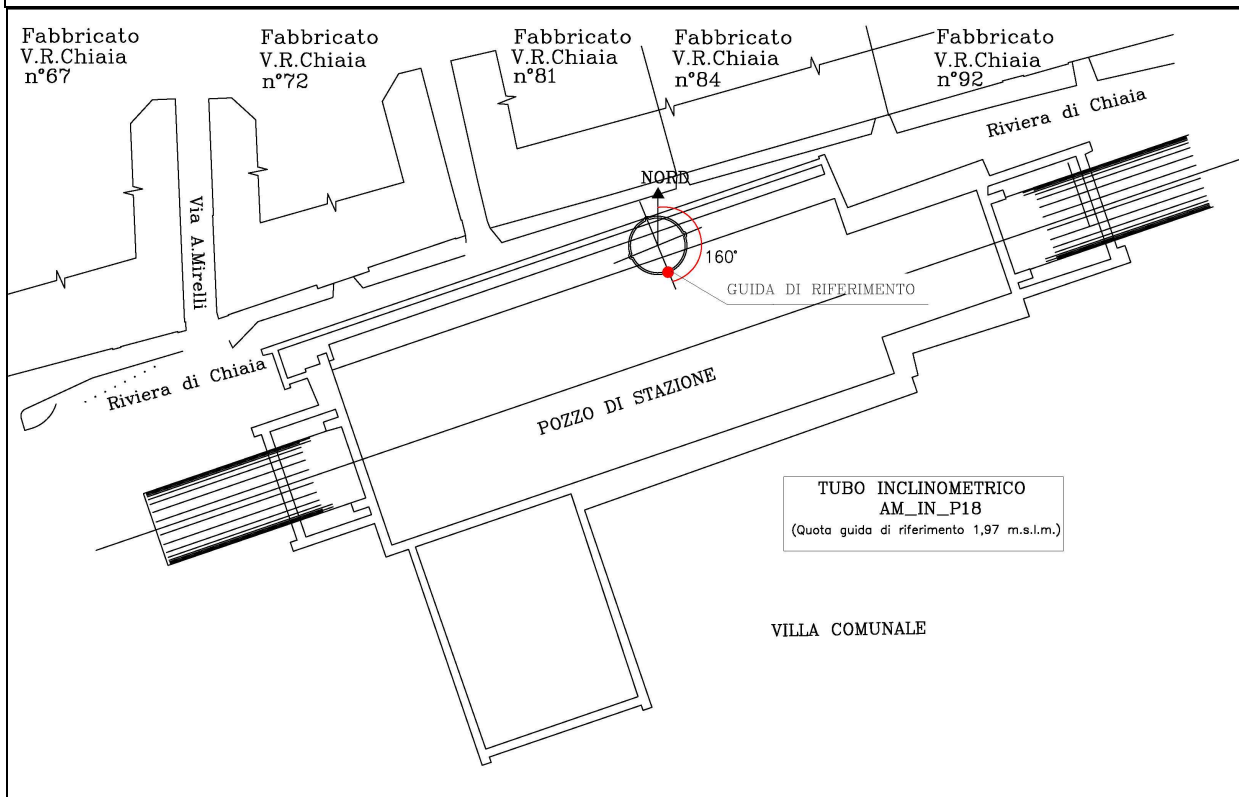 Fabbricato
V.R.Chiaia
n°67
Fabbricato
V.R.Chiaia
n°72
Fabbricato
V.R.Chiaia
n°81
Fabbricato
V.R.Chiaia
n°84
Fabbricato
V.R.Chiaia
n°92
Riviera di Chiaia
NORD
Via A.Mirelli
160°
GUIDA DI RIFERIMENTO
Riviera di Chiaia
POZZO DI STAZIONE
TUBO INCLINOMETRICO
AM_IN_P18
(Quota guida di riferimento 1,97 m.s.l.m.)
VILLA COMUNALE